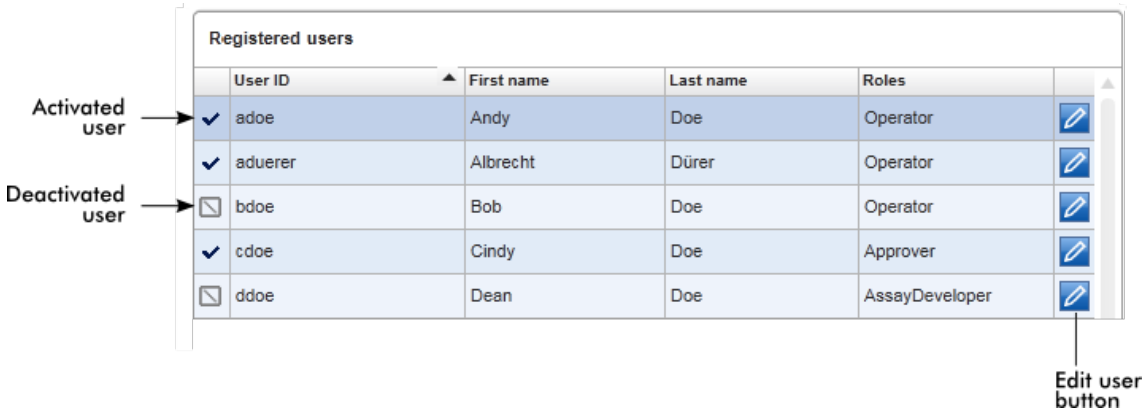 Registered users
User ID First name Last name Roles
Activated
user
adoe Andy Doe Operator
aduerer Albrecht Dürer Operator
Deactivated
user
bdoe Bob Doe Operator
cdoe Cindy Doe Approver
ddoe Dean Doe AssayDeveloper
Edit user
button